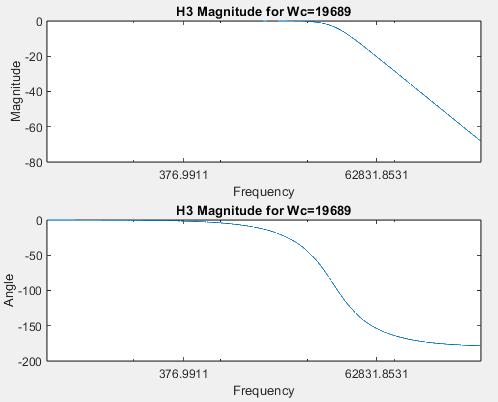 H3 Magnitude for Wc=19689
0
-20
-40
-60
-80
Magnitude
376.9911
62831.8531
Frequency
H3 Magnitude for Wc=19689
0
-50
-100
-150
-200
Angle
376.9911
62831.8531
Frequency